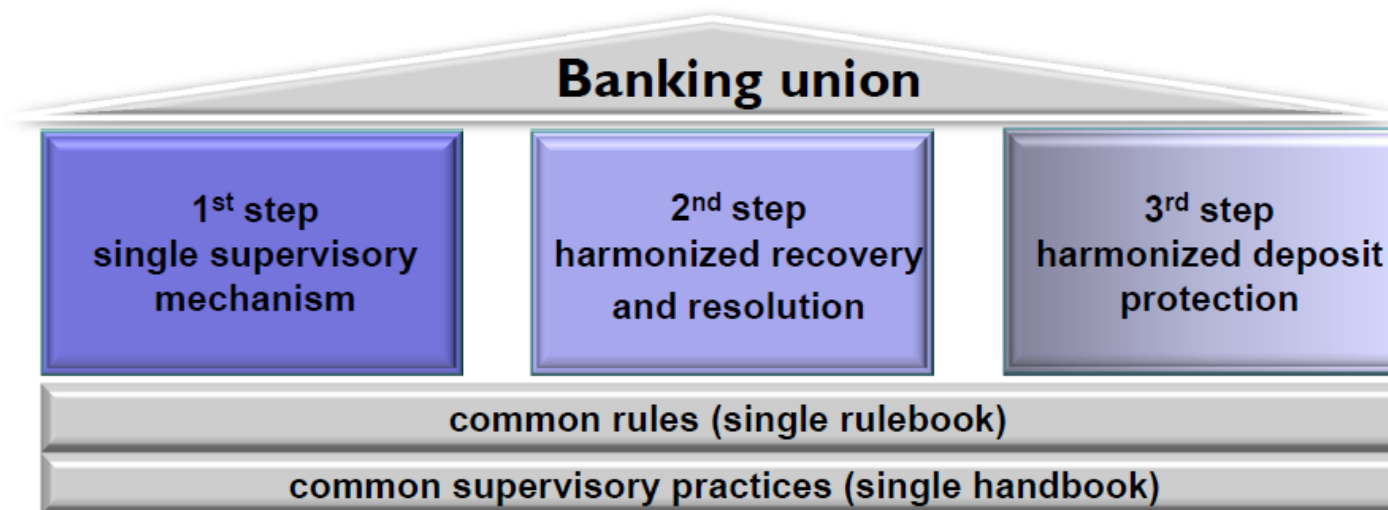 Banking union
1st step
single supervisory
mechanism
2nd step
harmonized recovery
and resolution
3rd step
harmonized deposit
protection
common rules (single rulebook)
common supervisory practices (single handbook)